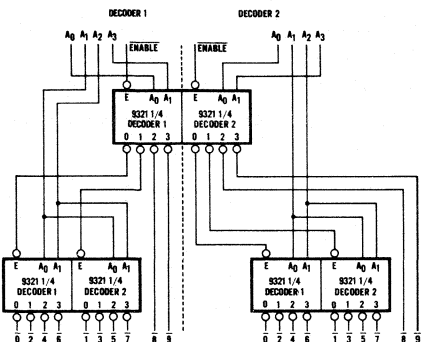 DECODER 1 DECODER 2
A0 A1 A2 A3 A0 A1 A2 A3
ENABLE ENABLE
E A0 A1 E A0 A1
9321 1/4 9321 1/4
DECODER 1 DECODER 2
0 1 2 3 0 1 2 3
E A0 A1 E A0 A1 E A0 A1 E A0 A1
9321 1/4 9321 1/4 9321 1/4 9321 1/4
DECODER 1 DECODER 2 DECODER 1 DECODER 2
0 1 2 3 0 1 2 3 0 1 2 3 0 1 2 3
0 2 4 6 1 3 5 7 8 9 0 2 4 6 1 3 5 7 8 9